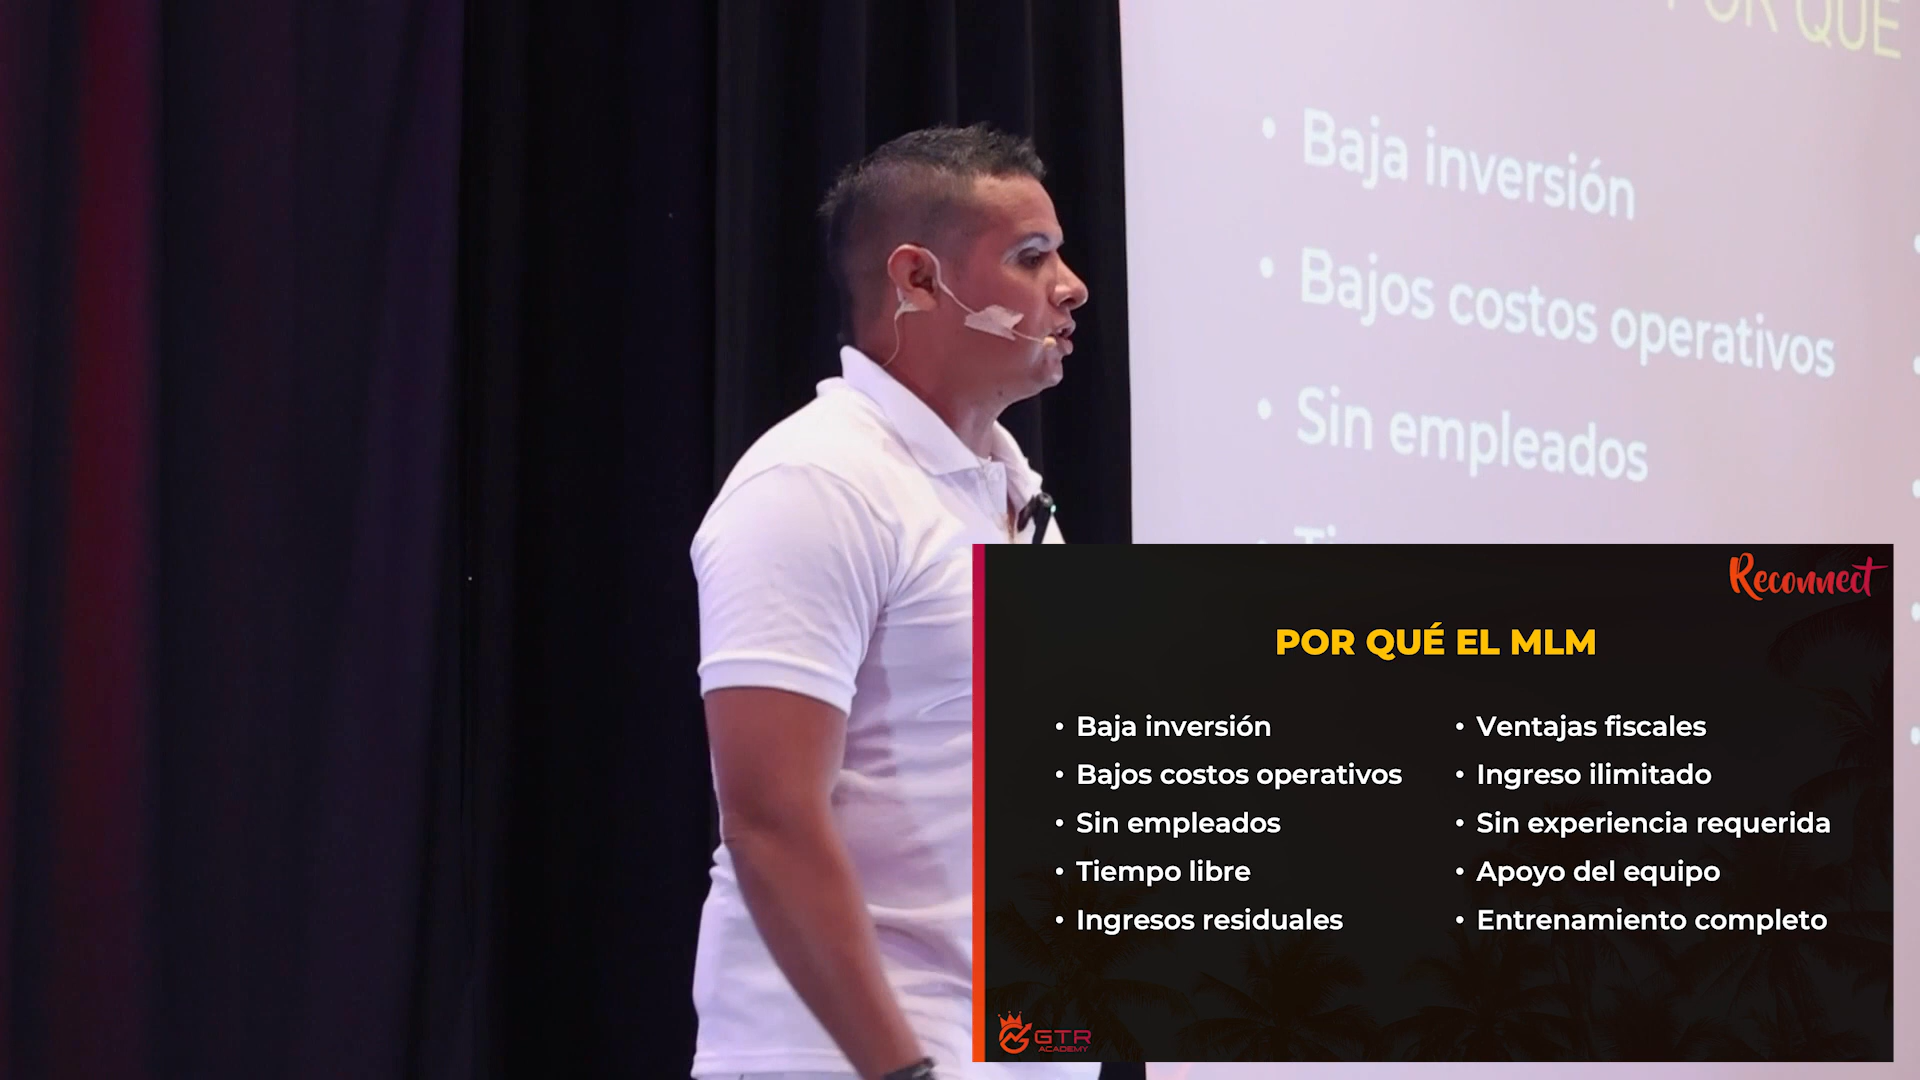 POR QUE
• Baja inversión
• Bajos costos operativos
• Sin empleados
Reconnect
POR QUÉ EL MLM
• Baja inversión
• Bajos costos operativos
• Sin empleados
• Tiempo libre
• Ingresos residuales
• Ventajas fiscales
• Ingreso ilimitado
• Sin experiencia requerida
• Apoyo del equipo
• Entrenamiento completo
GTR
ACADEMY